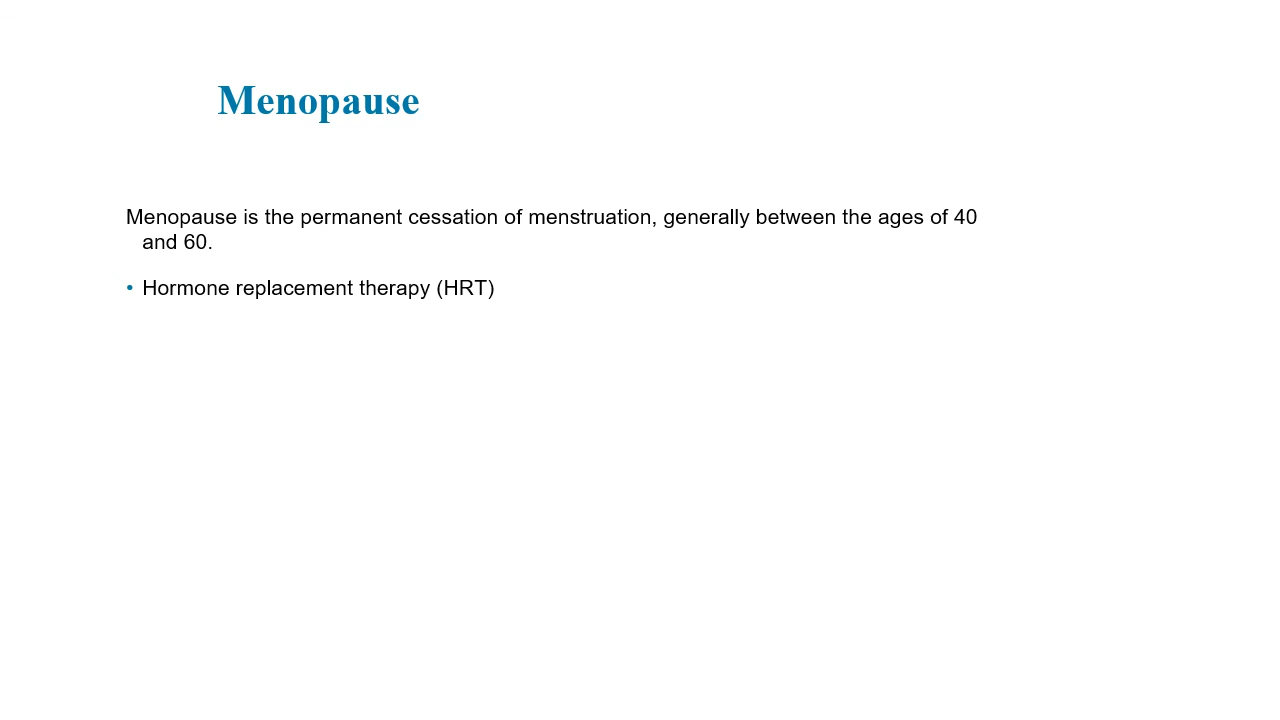 Menopause
Menopause is the permanent cessation of menstruation, generally between the ages of 40
and 60.
• Hormone replacement therapy (HRT)